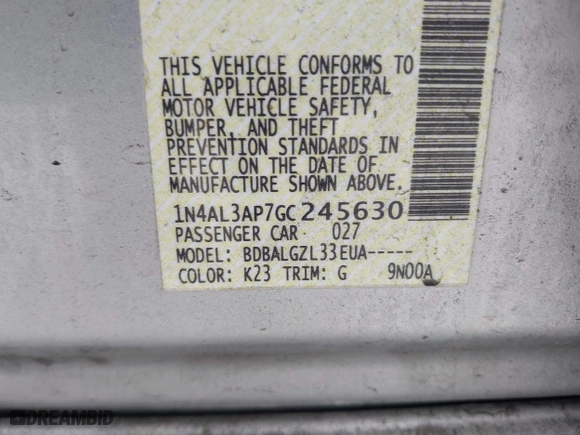 THIS VEHICLE CONFORMS TO
ALL APPLICABLE FEDERAL
MOTOR VEHICLE SAFETY,
BUMPER, AND THEFT
PREVENTION STANDARDS IN
EFFECT ON THE DATE OF
MANUFACTURE SHOWN ABOVE.
1N4AL3AP7GC245630
PASSENGER CAR 027
MODEL: BDBALGZL33EUA-----
COLOR: K23 TRIM: G 9N00A
DREAMBID